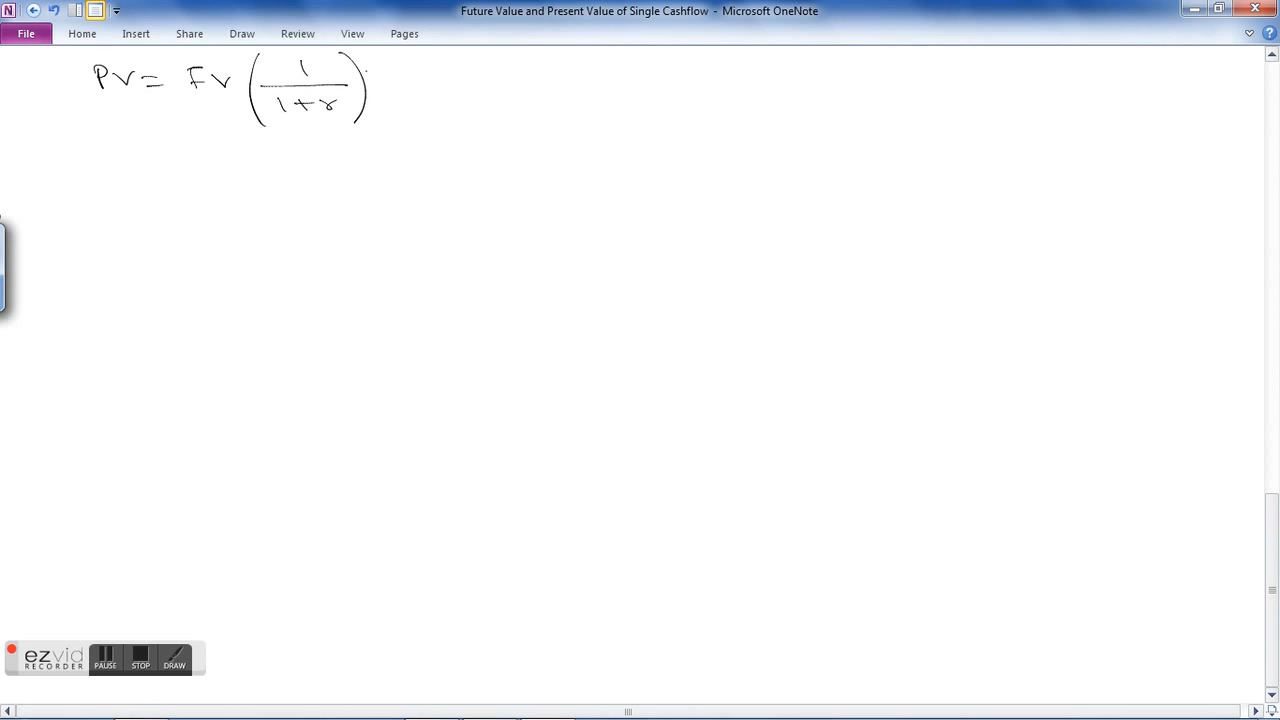 Future Value and Present Value of Single Cashflow - Microsoft OneNote
File Home Insert Share Draw Review View Pages
PV = FV (1/(1+r))
ezvid
RECORDER
PAUSE STOP DRAW